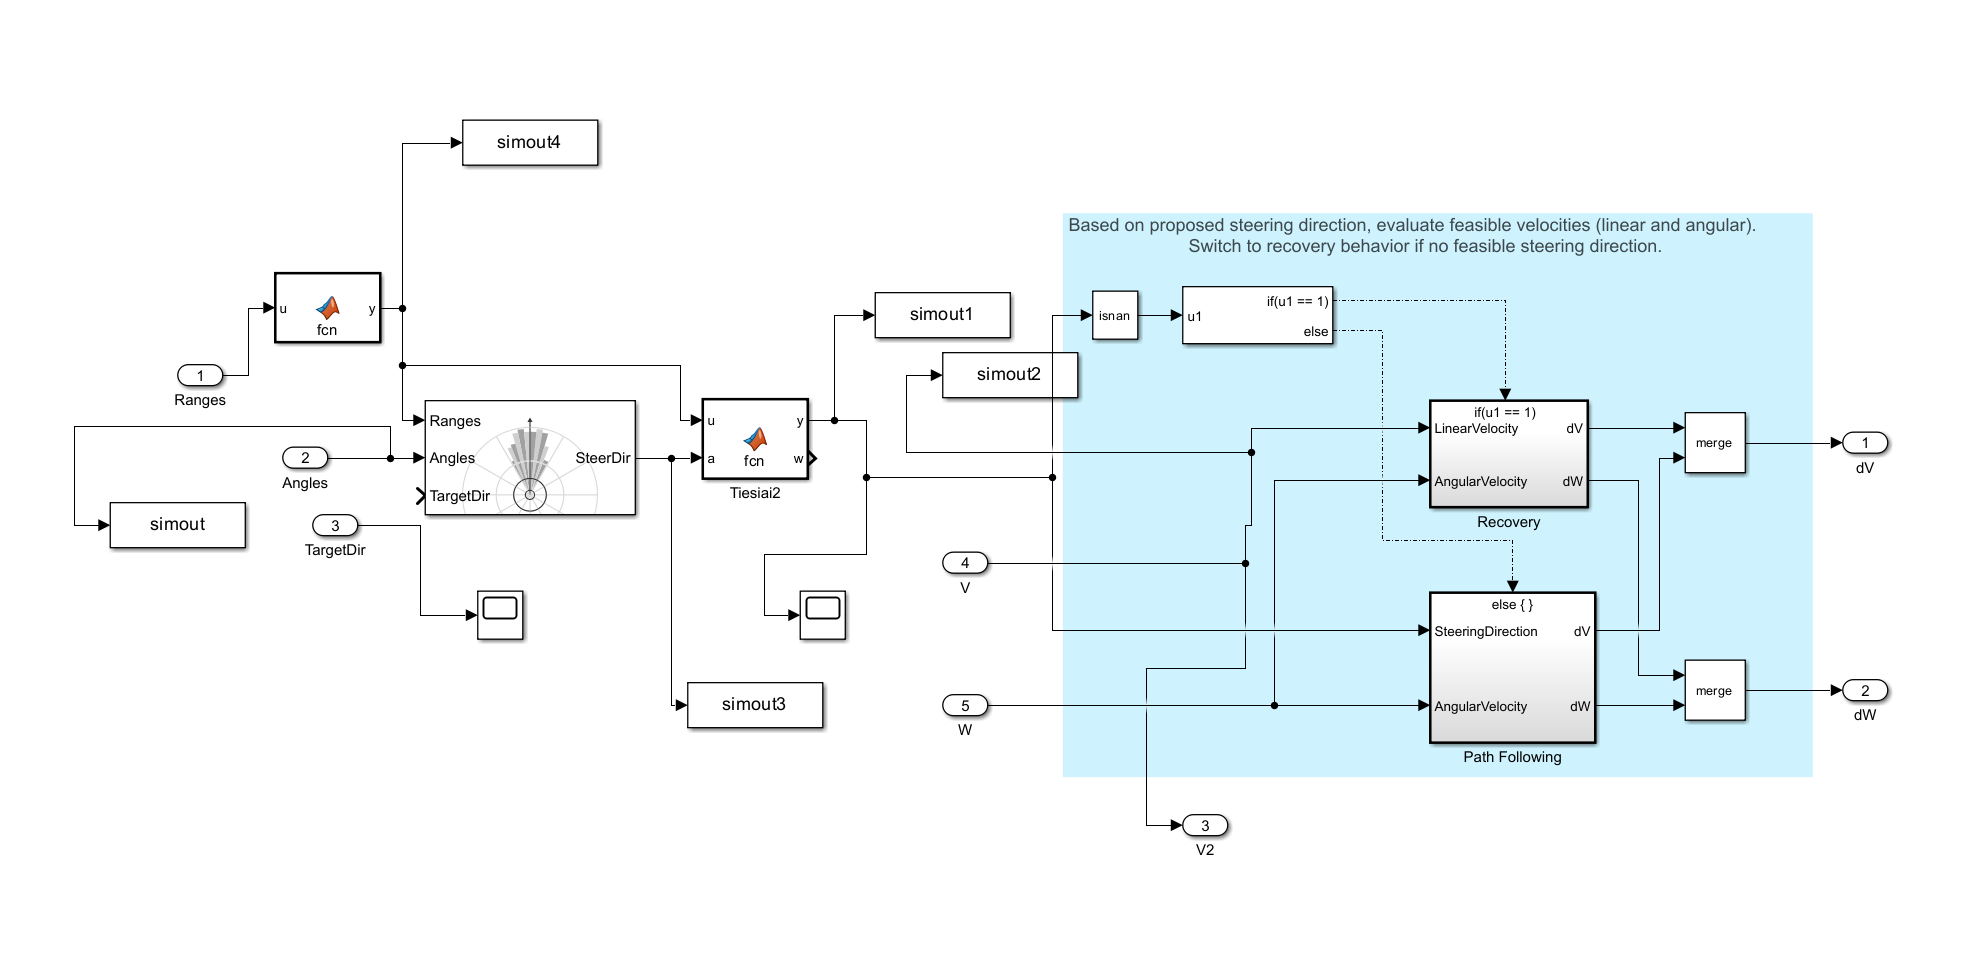 simout4
Based on proposed steering direction, evaluate feasible velocities (linear and angular).
Switch to recovery behavior if no feasible steering direction.
u
y
fcn
1
Ranges
simout1
isnan
u1
if(u1 == 1)
else
simout2
Ranges
Angles
TargetDir
SteerDir
2
Angles
u
a
y
w
fcn
Tiesiai2
if(u1 == 1)
LinearVelocity
AngularVelocity
dV
dW
Recovery
merge
1
dV
simout
3
TargetDir
4
V
else { }
SteeringDirection
AngularVelocity
dV
dW
Path Following
merge
2
dW
simout3
5
W
3
V2